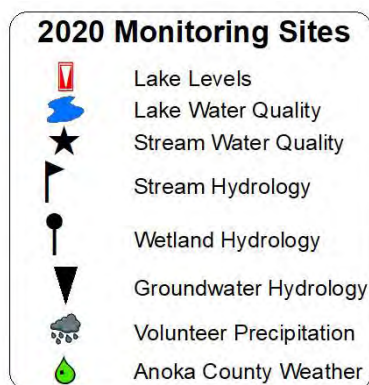 2020 Monitoring Sites
Lake Levels
Lake Water Quality
Stream Water Quality
Stream Hydrology
Wetland Hydrology
Groundwater Hydrology
Volunteer Precipitation
Anoka County Weather